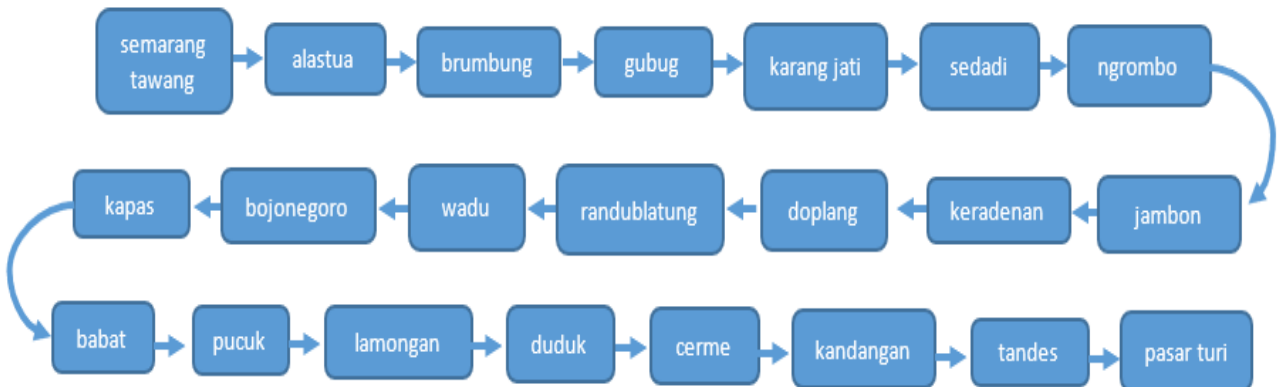 semarang
tawang
alastua
brumbung
gubug
karang jati
sedadi
ngrombo
jambon
keradenan
doplang
randublatung
wadu
bojonegoro
kapas
babat
pucuk
lamongan
duduk
cerme
kandangan
tandes
pasar turi